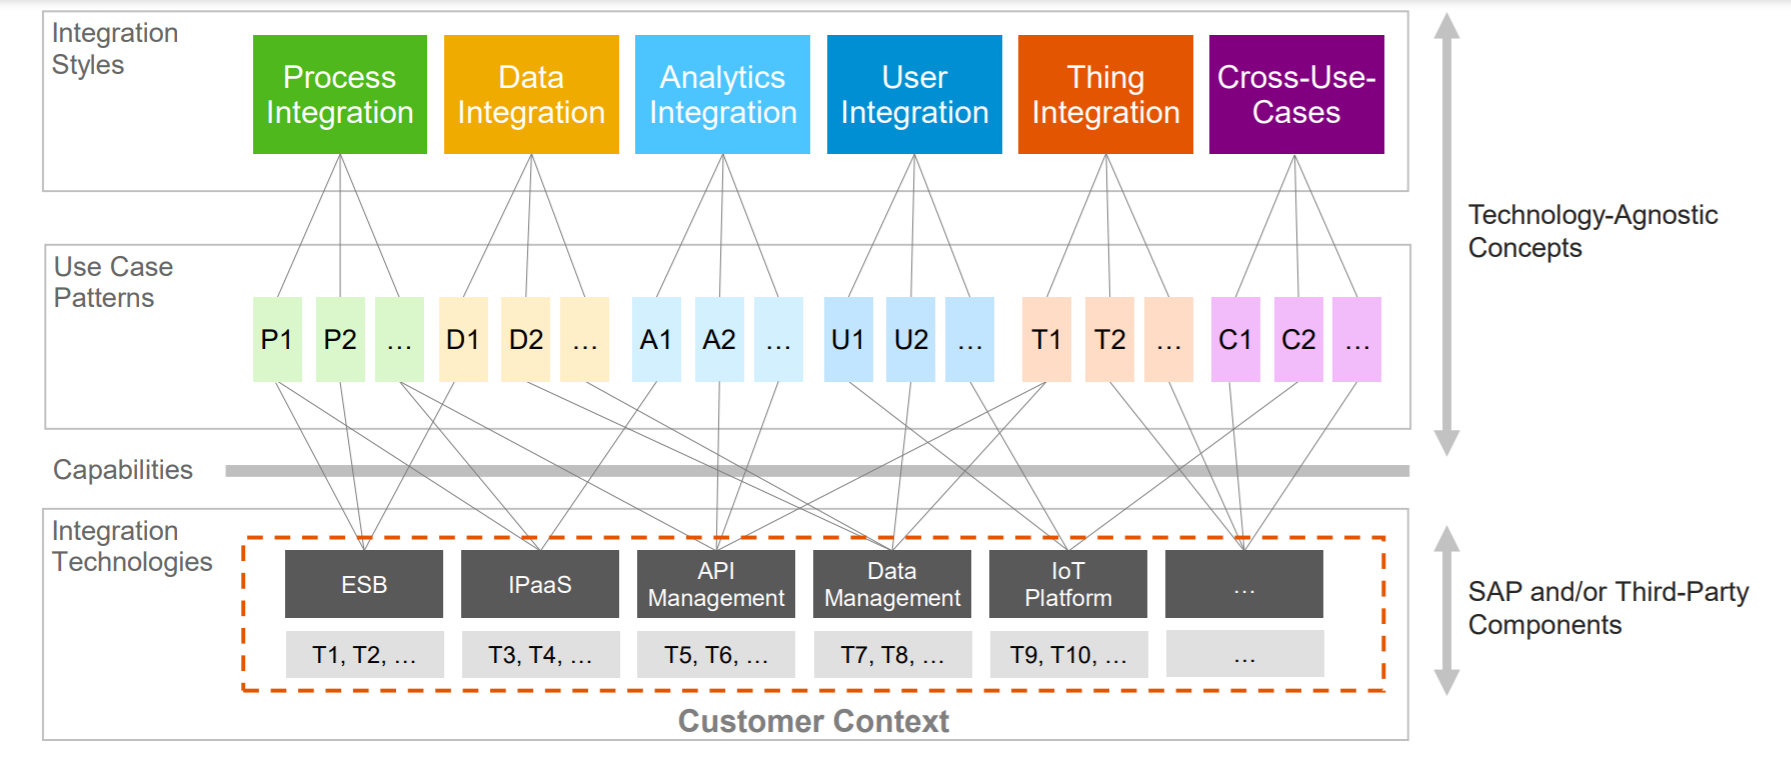 Integration
Styles
Process
Integration
Data
Integration
Analytics
Integration
User
Integration
Thing
Integration
Cross-Use-
Cases
Technology-Agnostic
Concepts
Use Case
Patterns
P1
P2
...
D1
D2
...
A1
A2
...
U1
U2
...
T1
T2
...
C1
C2
...
Capabilities
Integration
Technologies
ESB
IPaaS
API
Management
Data
Management
IoT
Platform
...
T1, T2, ...
T3, T4, ...
T5, T6, ...
T7, T8, ...
T9, T10, ...
...
SAP and/or Third-Party
Components
Customer Context